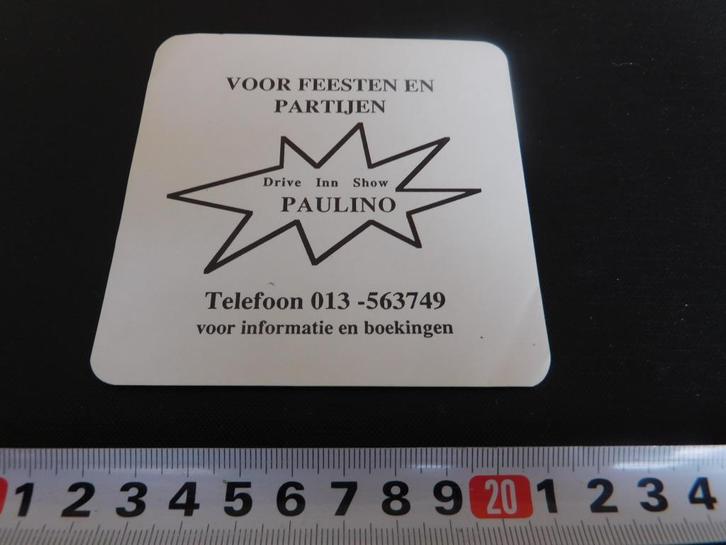 VOOR FEESTEN EN
PARTIJEN
Drive Inn Show
PAULINO
Telefoon 013 -563749
voor informatie en boekingen
1 2 3 4 5 6 7 8 9 20 1 2 3 4